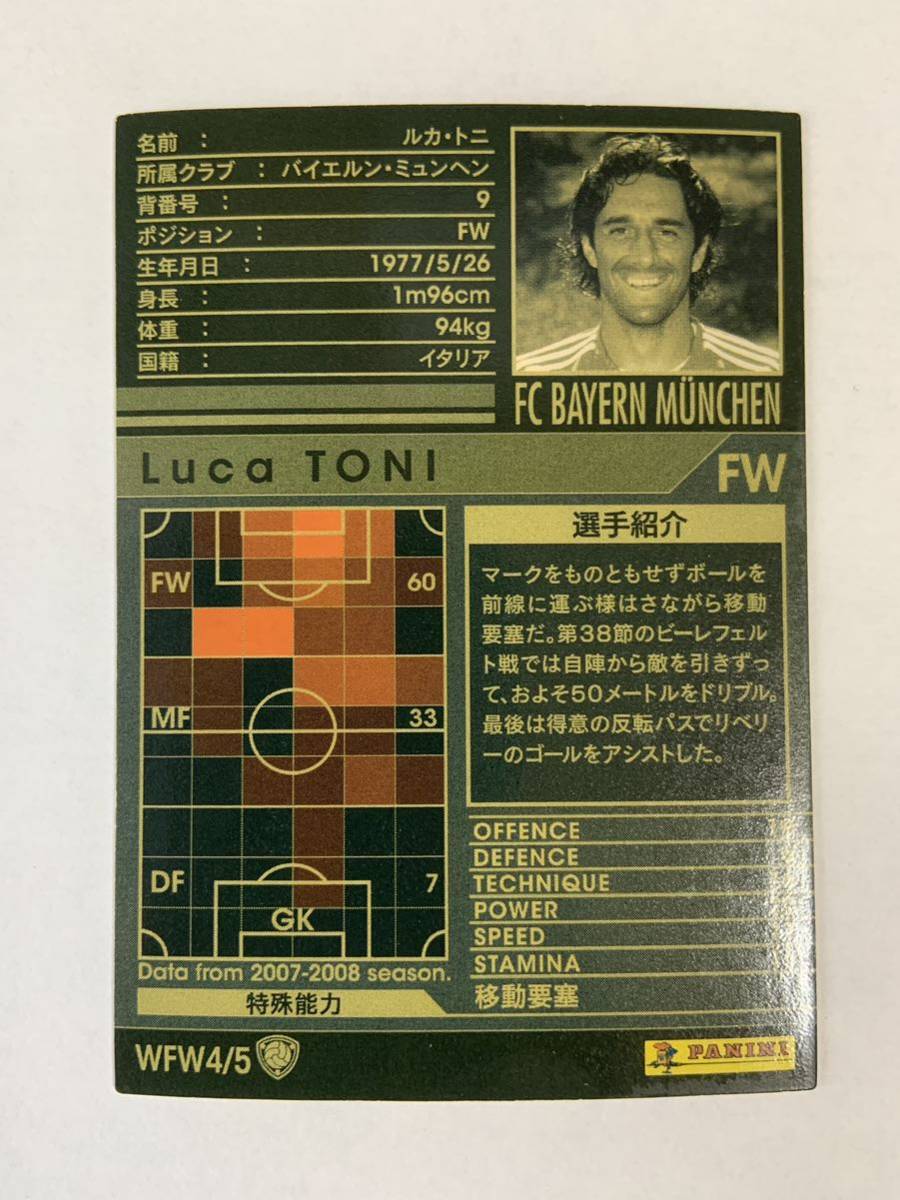 名前 : ルカ・トニ
所属クラブ : バイエルン・ミュンヘン
背番号 : 9
ポジション : FW
生年月日 : 1977/5/26
身長 : 1m96cm
体重 : 94kg
国籍 : イタリア
FC BAYERN MÜNCHEN
Luca TONI
FW
FW 60
MF 33
DF 7
GK
Data from 2007-2008 season.
選手紹介
マークをものともせずボールを
前線に運ぶ様はさながら移動
要塞だ。第38節のビーレフェル
ト戦では自陣から敵を引きずっ
て、およそ50メートルをドリブル。
最後は得意の反転パスでリベリ
ーのゴールをアシストした。
OFFENCE
DEFENCE
TECHNIQUE
POWER
SPEED
STAMINA
特殊能力
移動要塞
WFW4/5
PANINI